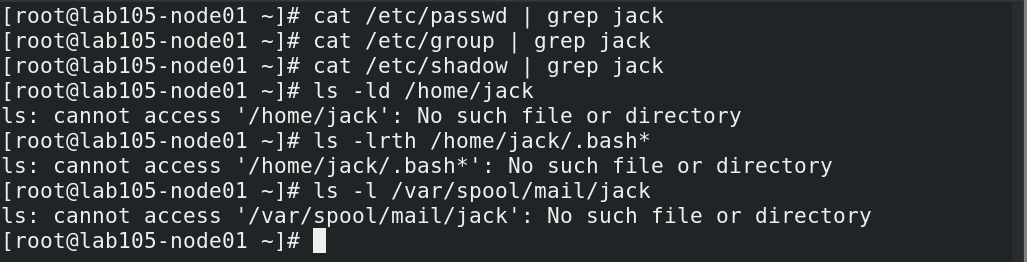 [root@lab105-node01 ~]# cat /etc/passwd | grep jack
[root@lab105-node01 ~]# cat /etc/group | grep jack
[root@lab105-node01 ~]# cat /etc/shadow | grep jack
[root@lab105-node01 ~]# ls -ld /home/jack
ls: cannot access '/home/jack': No such file or directory
[root@lab105-node01 ~]# ls -lrth /home/jack/.bash*
ls: cannot access '/home/jack/.bash*': No such file or directory
[root@lab105-node01 ~]# ls -l /var/spool/mail/jack
ls: cannot access '/var/spool/mail/jack': No such file or directory
[root@lab105-node01 ~]#